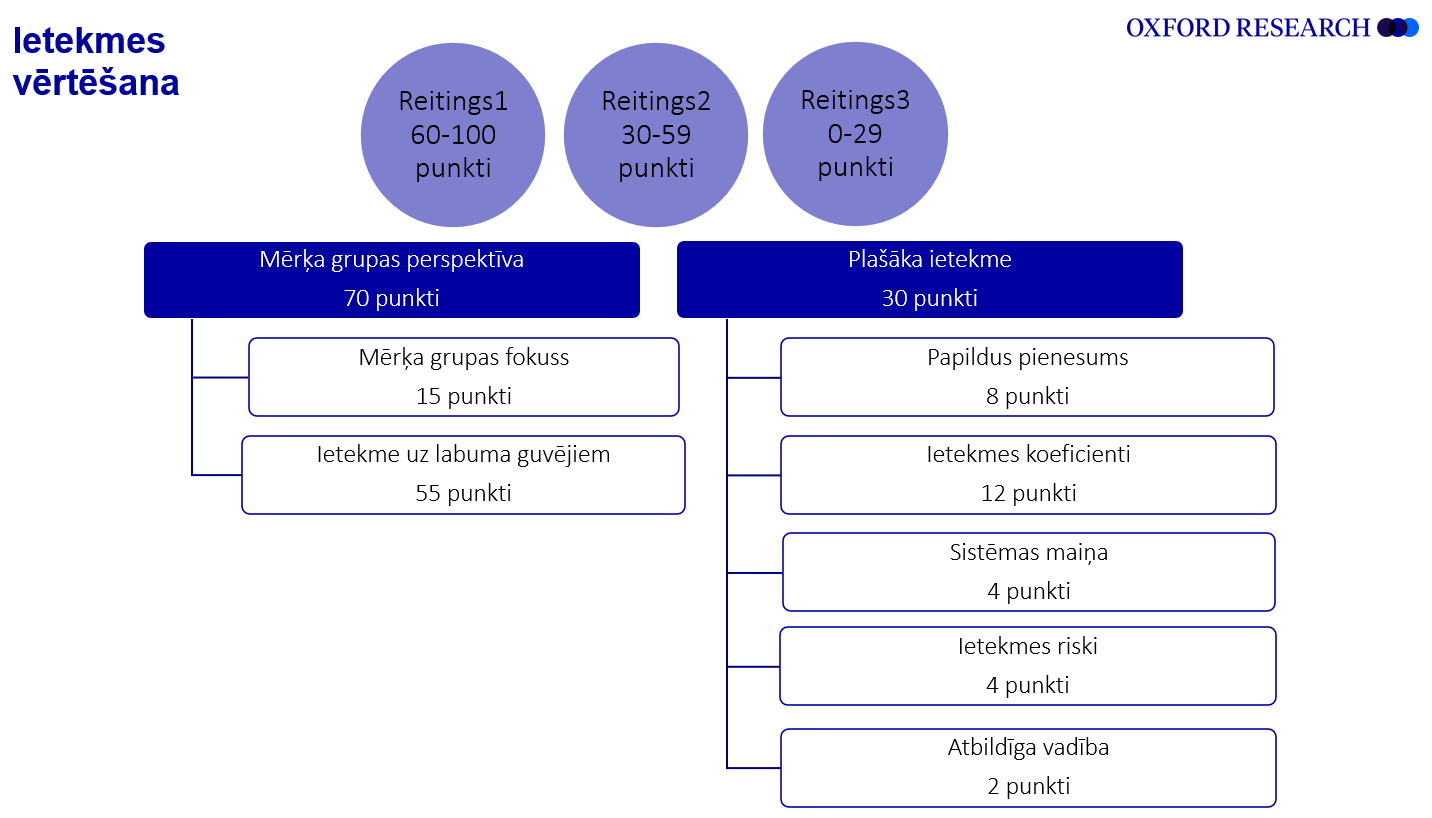 Ietekmes
vērtēšana
OXFORD RESEARCH
Reitings1
60-100
punkti
Reitings2
30-59
punkti
Reitings3
0-29
punkti
Mērķa grupas perspektīva
70 punkti
Mērķa grupas fokuss
15 punkti
Ietekme uz labuma guvējiem
55 punkti
Plašāka ietekme
30 punkti
Papildus pienesums
8 punkti
Ietekmes koeficienti
12 punkti
Sistēmas maiņa
4 punkti
Ietekmes riski
4 punkti
Atbildīga vadība
2 punkti